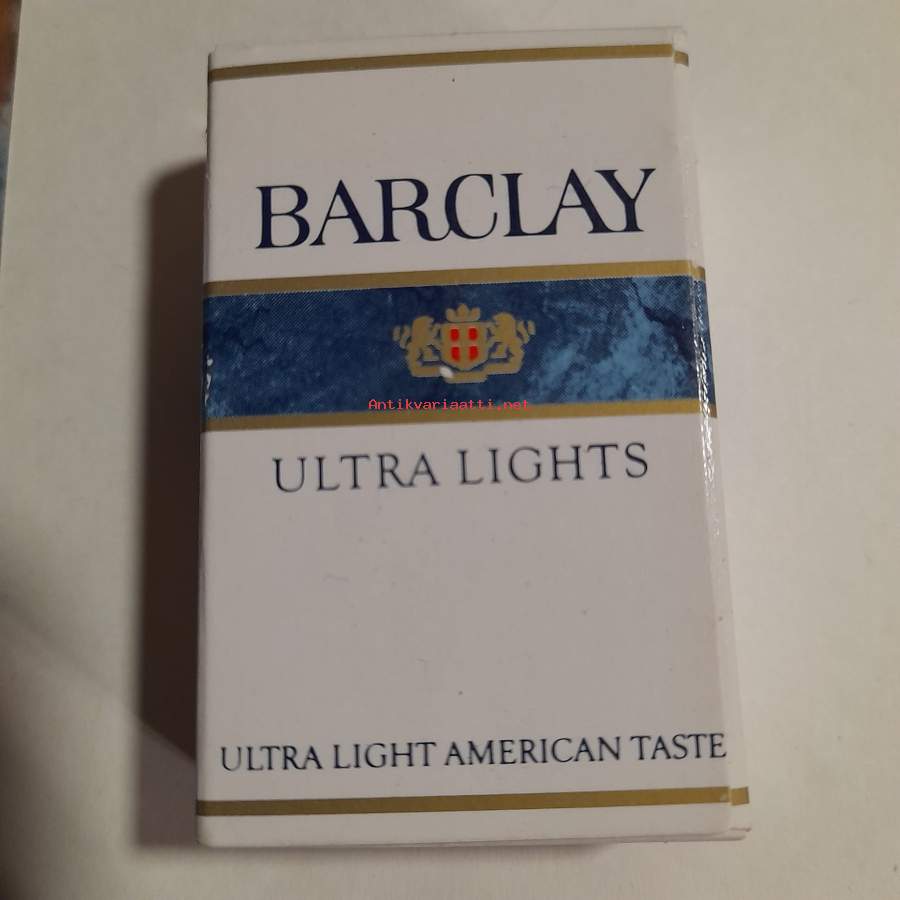 BARCLAY
Antikvariaatti.net
ULTRA LIGHTS
ULTRA LIGHT AMERICAN TASTE